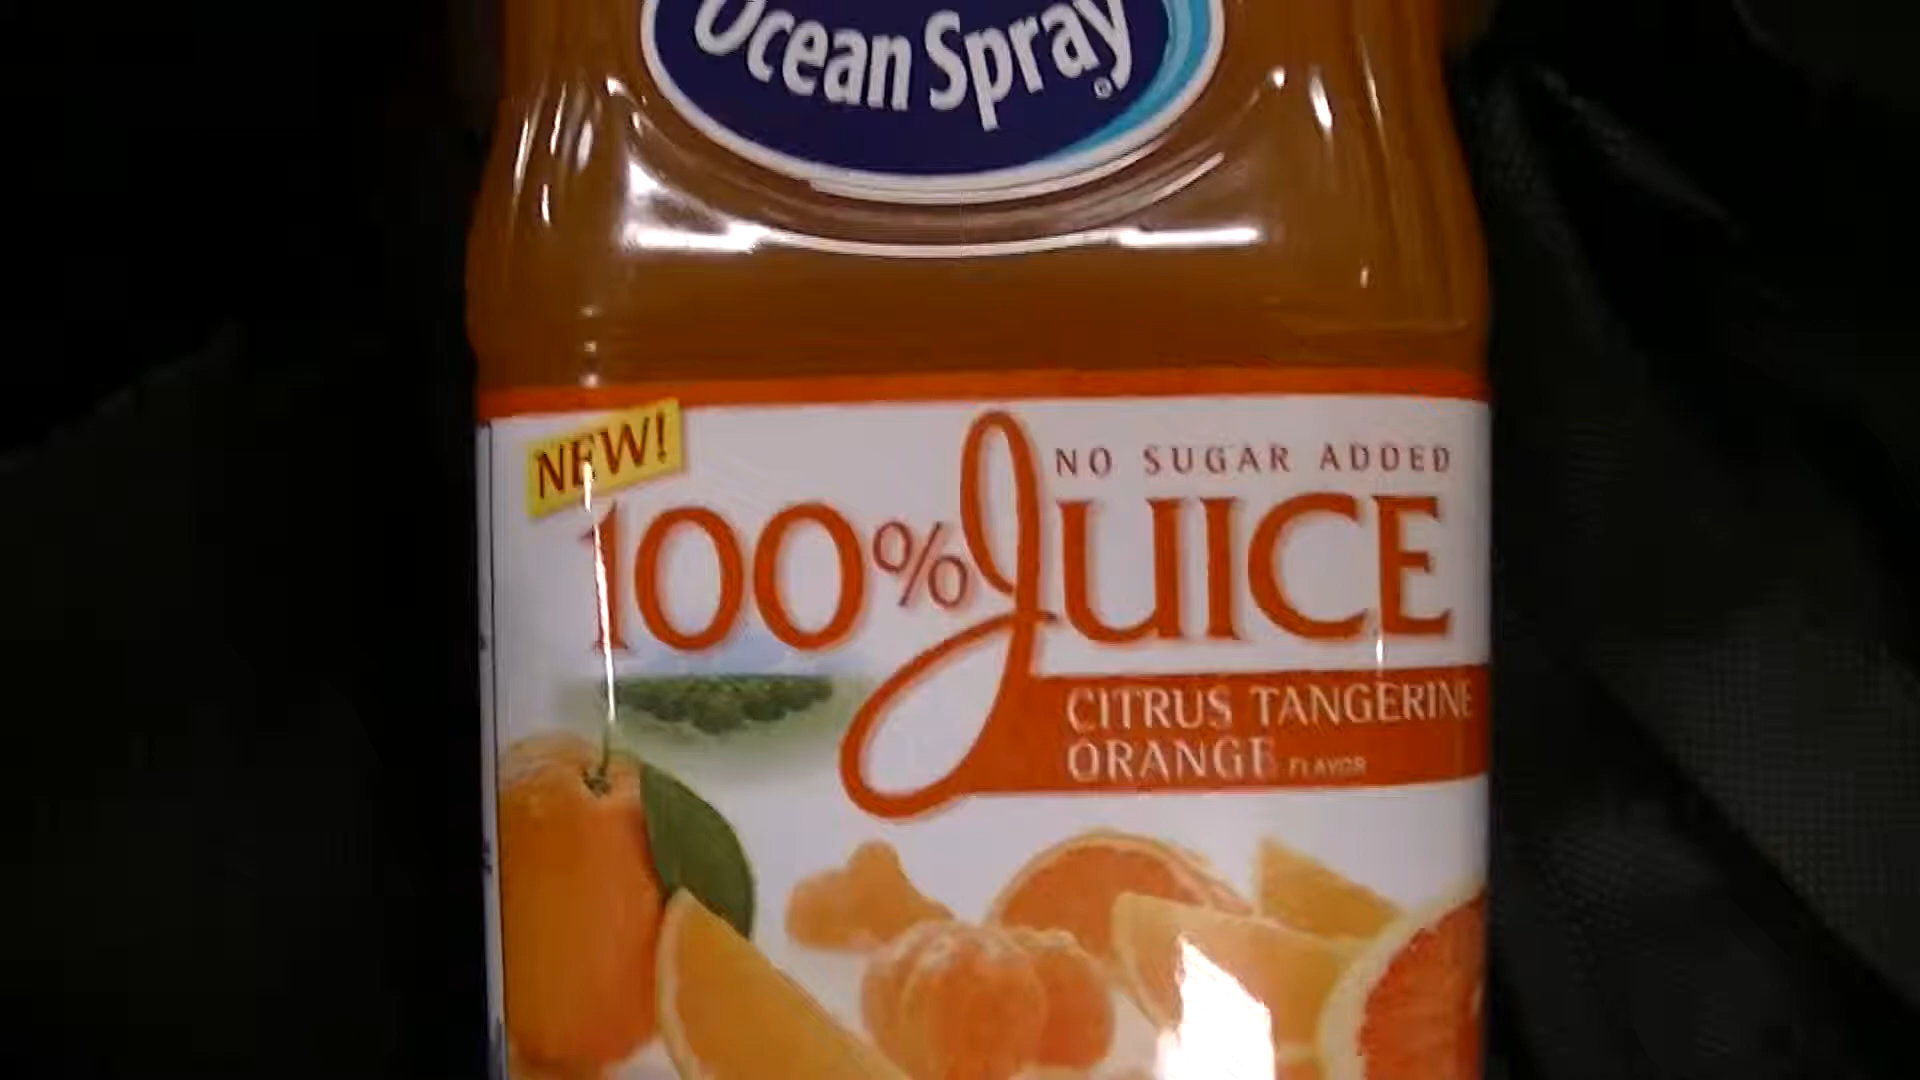 Ocean Spray®
NEW!
NO SUGAR ADDED
100% JUICE
CITRUS TANGERINE
ORANGE FLAVOR